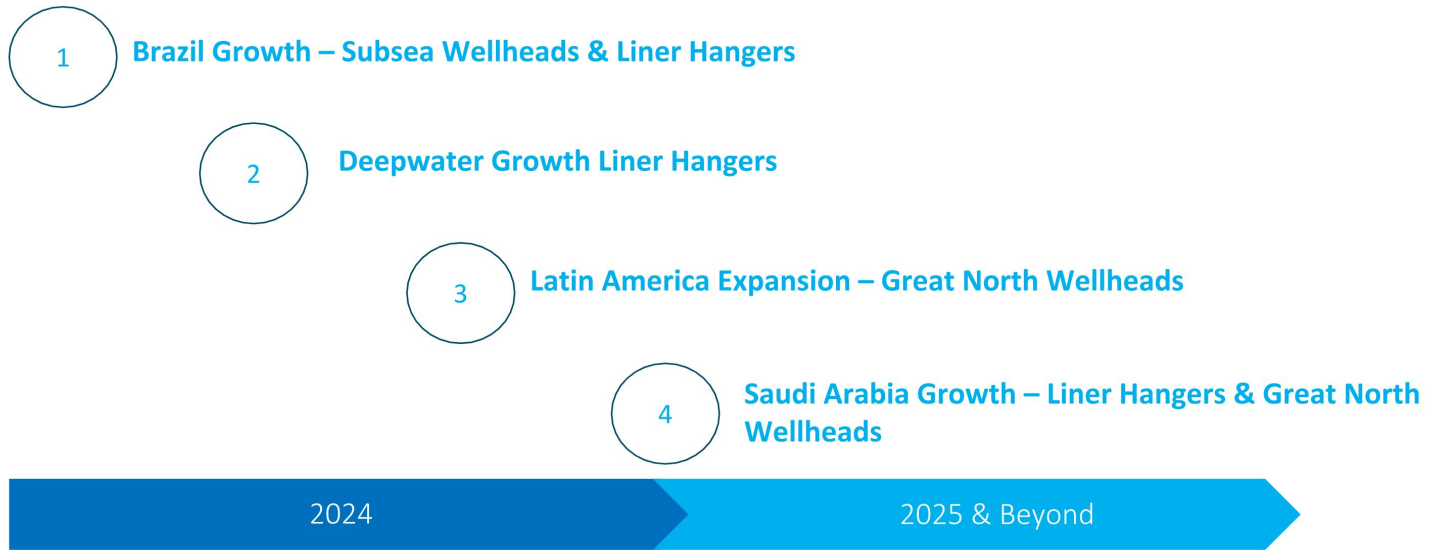 1
Brazil Growth – Subsea Wellheads & Liner Hangers
2
Deepwater Growth Liner Hangers
3
Latin America Expansion – Great North Wellheads
4
Saudi Arabia Growth – Liner Hangers & Great North
Wellheads
2024
2025 & Beyond